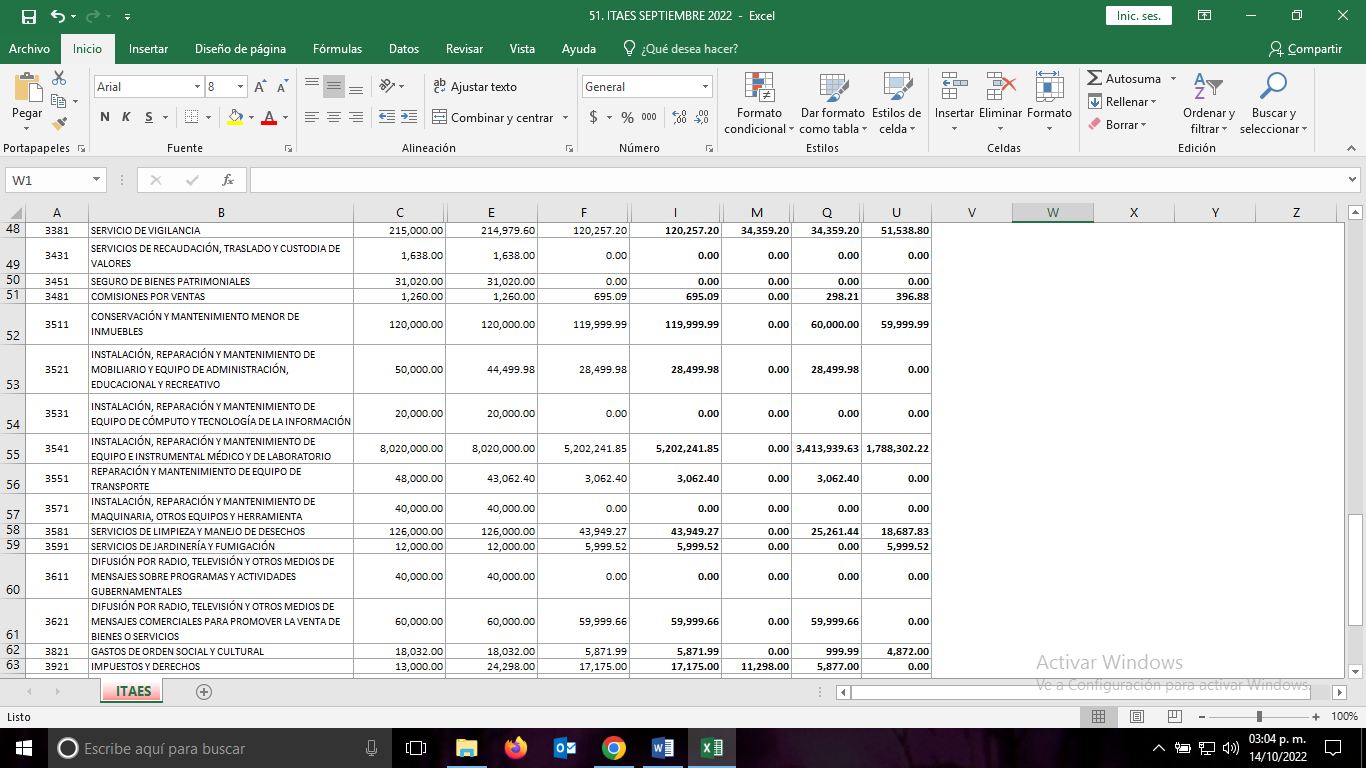 51. ITAES SEPTIEMBRE 2022 - Excel
Inic. ses.
Archivo Inicio Insertar Diseño de página Fórmulas Datos Revisar Vista Ayuda ¿Qué desea hacer? Compartir
Pegar
Portapapeles
Arial 8
N K S
Fuente
Ajustar texto
Combinar y centrar
Alineación
General
$ % 000
Número
Formato condicional
Dar formato como tabla
Estilos de celda
Estilos
Insertar Eliminar Formato
Celdas
Autosuma
Rellenar
Borrar
Ordenar y filtrar
Buscar y seleccionar
Edición
W1 fx
A B C E F I M Q U V W X Y Z
48 3381 SERVICIO DE VIGILANCIA 215,000.00 214,979.60 120,257.20 120,257.20 34,359.20 34,359.20 51,538.80
49 3431 SERVICIOS DE RECAUDACIÓN, TRASLADO Y CUSTODIA DE
VALORES 1,638.00 1,638.00 0.00 0.00 0.00 0.00 0.00
50 3451 SEGURO DE BIENES PATRIMONIALES 31,020.00 31,020.00 0.00 0.00 0.00 0.00 0.00
51 3481 COMISIONES POR VENTAS 1,260.00 1,260.00 695.09 695.09 0.00 298.21 396.88
52 3511 CONSERVACIÓN Y MANTENIMIENTO MENOR DE
INMUEBLES 120,000.00 120,000.00 119,999.99 119,999.99 0.00 60,000.00 59,999.99
53 3521 INSTALACIÓN, REPARACIÓN Y MANTENIMIENTO DE
MOBILIARIO Y EQUIPO DE ADMINISTRACIÓN,
EDUCACIONAL Y RECREATIVO 50,000.00 44,499.98 28,499.98 28,499.98 0.00 28,499.98 0.00
54 3531 INSTALACIÓN, REPARACIÓN Y MANTENIMIENTO DE
EQUIPO DE CÓMPUTO Y TECNOLOGÍA DE LA INFORMACIÓN 20,000.00 20,000.00 0.00 0.00 0.00 0.00 0.00
55 3541 INSTALACIÓN, REPARACIÓN Y MANTENIMIENTO DE
EQUIPO E INSTRUMENTAL MÉDICO Y DE LABORATORIO 8,020,000.00 8,020,000.00 5,202,241.85 5,202,241.85 0.00 3,413,939.63 1,788,302.22
56 3551 REPARACIÓN Y MANTENIMIENTO DE EQUIPO DE
TRANSPORTE 48,000.00 43,062.40 3,062.40 3,062.40 0.00 3,062.40 0.00
57 3571 INSTALACIÓN, REPARACIÓN Y MANTENIMIENTO DE
MAQUINARIA, OTROS EQUIPOS Y HERRAMIENTA 40,000.00 40,000.00 0.00 0.00 0.00 0.00 0.00
58 3581 SERVICIOS DE LIMPIEZA Y MANEJO DE DESECHOS 126,000.00 126,000.00 43,949.27 43,949.27 0.00 25,261.44 18,687.83
59 3591 SERVICIOS DE JARDINERÍA Y FUMIGACIÓN 12,000.00 12,000.00 5,999.52 5,999.52 0.00 0.00 5,999.52
60 3611 DIFUSIÓN POR RADIO, TELEVISIÓN Y OTROS MEDIOS DE
MENSAJES SOBRE PROGRAMAS Y ACTIVIDADES
GUBERNAMENTALES 40,000.00 40,000.00 0.00 0.00 0.00 0.00 0.00
61 3621 DIFUSIÓN POR RADIO, TELEVISIÓN Y OTROS MEDIOS DE
MENSAJES COMERCIALES PARA PROMOVER LA VENTA DE
BIENES O SERVICIOS 60,000.00 60,000.00 59,999.66 59,999.66 0.00 59,999.66 0.00
62 3821 GASTOS DE ORDEN SOCIAL Y CULTURAL 18,032.00 18,032.00 5,871.99 5,871.99 0.00 999.99 4,872.00
63 3921 IMPUESTOS Y DERECHOS 13,000.00 24,298.00 17,175.00 17,175.00 11,298.00 5,877.00 0.00
Activar Windows
Ve a Configuración para activar Windows.
ITAES
Listo 100%
Escribe aquí para buscar
03:04 p. m.
14/10/2022